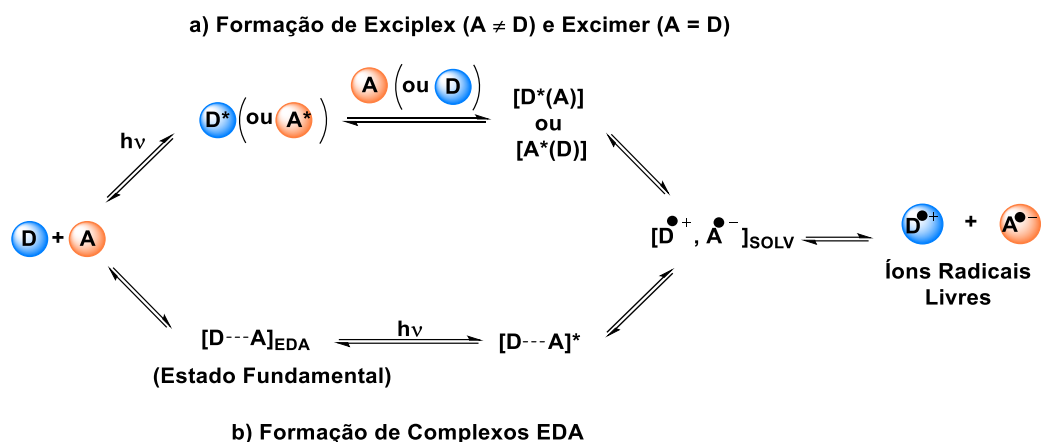 a) Formação de Exciplex (A ≠ D) e Excimer (A = D)
A (ou D)
D* (ou A*)
[D*(A)]
ou
[A*(D)]
hν
D + A
[D•+, A•−]SOLV
D•+ + A•−
Íons Radicais
Livres
[D---A]EDA
hν
[D---A]*
(Estado Fundamental)
b) Formação de Complexos EDA